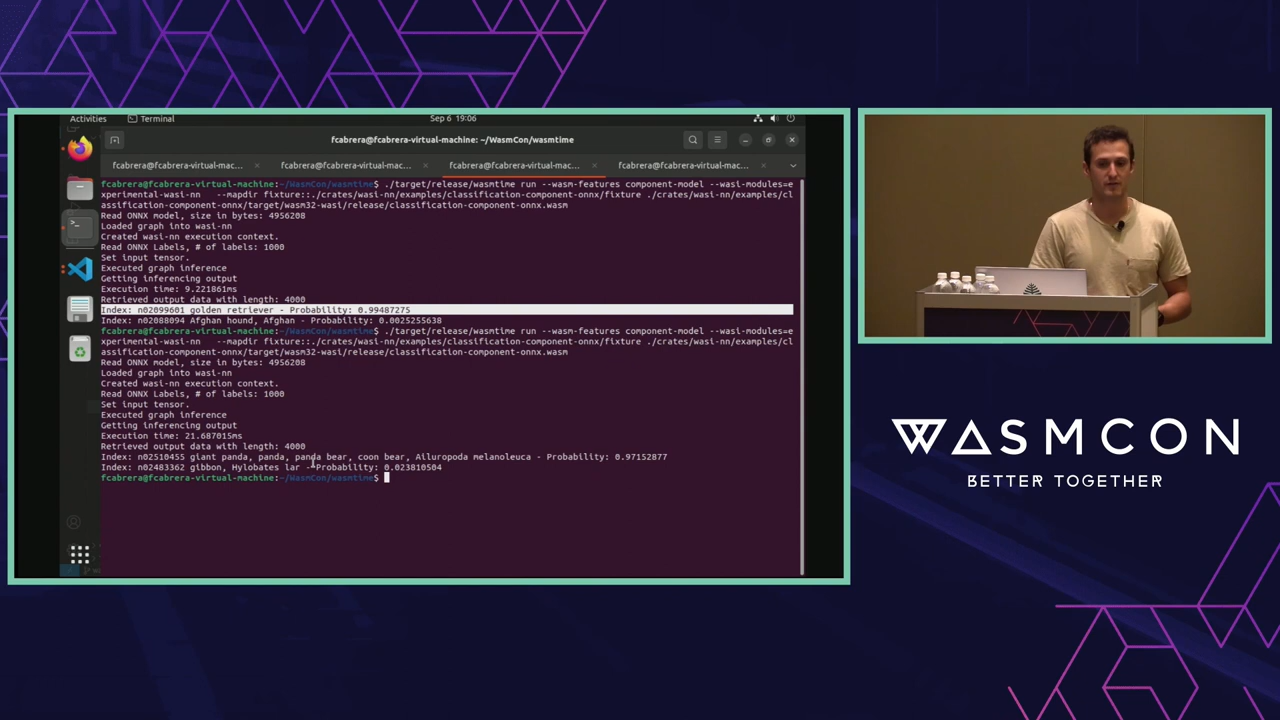 Activities
Terminal
Sep 6 19:06
fcabrera@fcabrera-virtual-machine: ~/WasmCon/wasmtime
fcabrera@fcabrera-virtual-mac... × fcabrera@fcabrera-virtual-mac... × fcabrera@fcabrera-virtual-mac... × fcabrera@fcabrera-virtual-mac... ×
fcabrera@fcabrera-virtual-machine:~/WasmCon/wasmtime$ ./target/release/wasmtime run --wasm-features component-model --wasi-modules=e
xperimental-wasi-nn --mapdir fixture::./crates/wasi-nn/examples/classification-component-onnx/fixture ./crates/wasi-nn/examples/cl
assification-component-onnx/target/wasm32-wasi/release/classification-component-onnx.wasm
Read ONNX model, size in bytes: 4956208
Loaded graph into wasi-nn
Created wasi-nn execution context.
Read ONNX Labels, # of labels: 1000
Set input tensor.
Executed graph inference
Getting inferencing output
Execution time: 9.221861ms
Retrieved output data with length: 4000
Index: n02099601 golden retriever - Probability: 0.99487275
Index: n02088094 Afghan hound, Afghan - Probability: 0.0025255638
fcabrera@fcabrera-virtual-machine:~/WasmCon/wasmtime$ ./target/release/wasmtime run --wasm-features component-model --wasi-modules=e
xperimental-wasi-nn --mapdir fixture::./crates/wasi-nn/examples/classification-component-onnx/fixture ./crates/wasi-nn/examples/cl
assification-component-onnx/target/wasm32-wasi/release/classification-component-onnx.wasm
Read ONNX model, size in bytes: 4956208
Loaded graph into wasi-nn
Created wasi-nn execution context.
Read ONNX Labels, # of labels: 1000
Set input tensor.
Executed graph inference
Getting inferencing output
Execution time: 21.687015ms
Retrieved output data with length: 4000
Index: n02510455 giant panda, panda, panda bear, coon bear, Ailuropoda melanoleuca - Probability: 0.97152877
Index: n02483362 gibbon, Hylobates lar - Probability: 0.023810504
fcabrera@fcabrera-virtual-machine:~/WasmCon/wasmtime$
WASMCON
BETTER TOGETHER